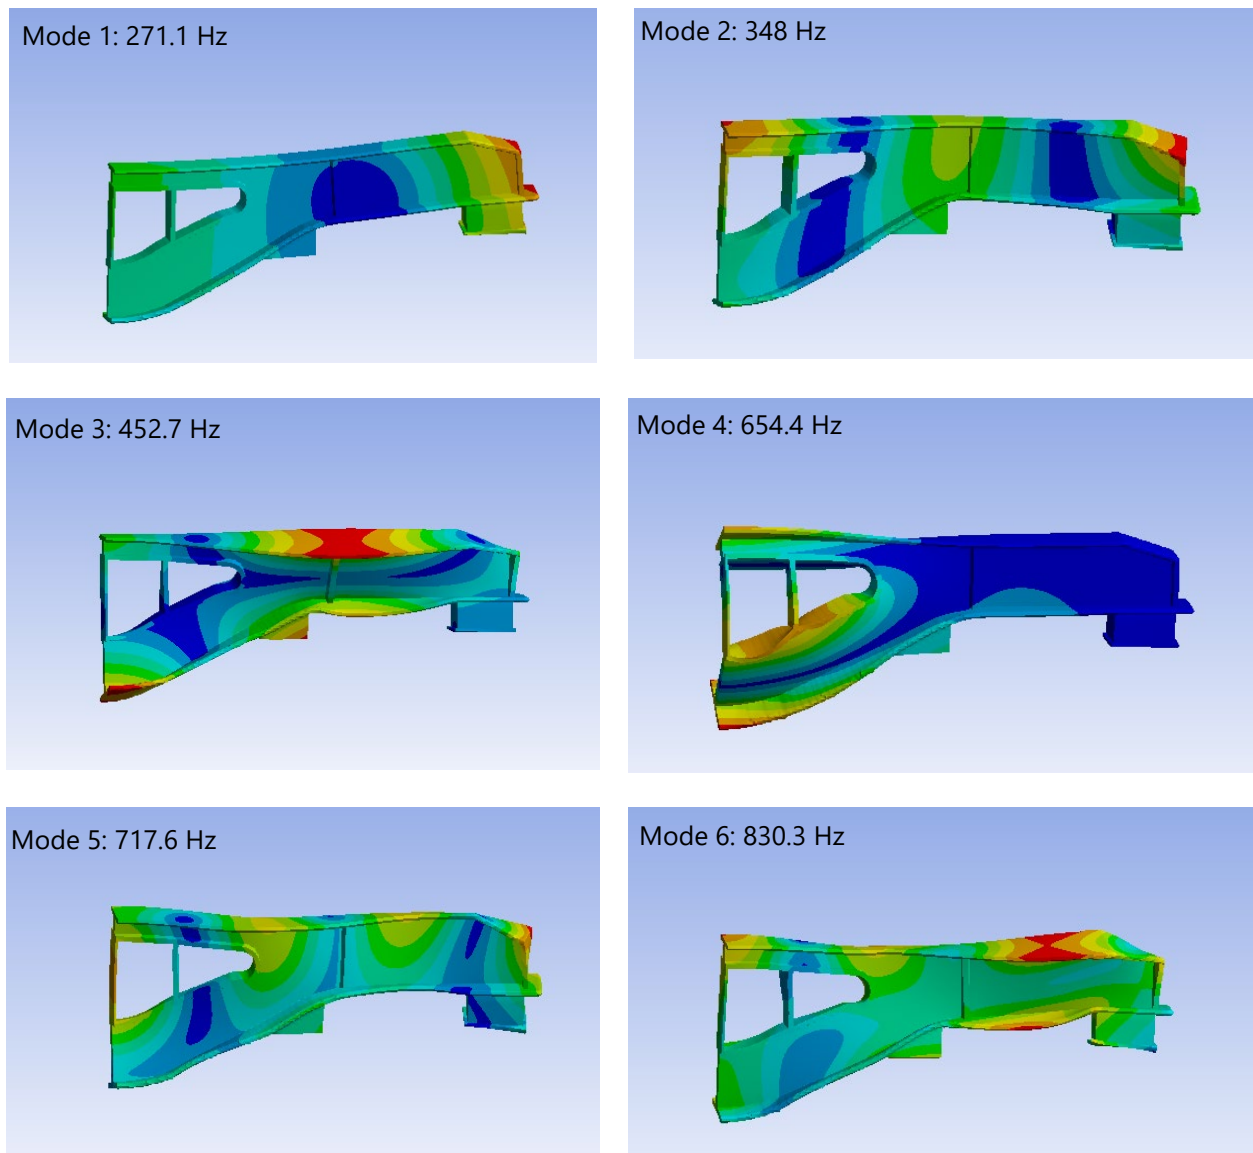 Mode 1: 271.1 Hz
Mode 2: 348 Hz
Mode 3: 452.7 Hz
Mode 4: 654.4 Hz
Mode 5: 717.6 Hz
Mode 6: 830.3 Hz